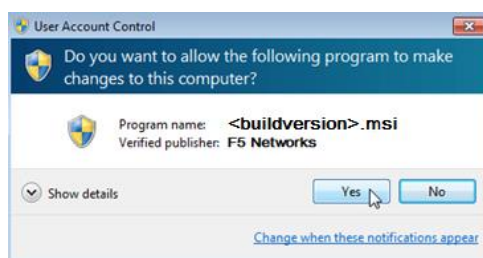 User Account Control
Do you want to allow the following program to make
changes to this computer?
Program name: <buildversion>.msi
Verified publisher: F5 Networks
Show details
Yes
No
Change when these notifications appear